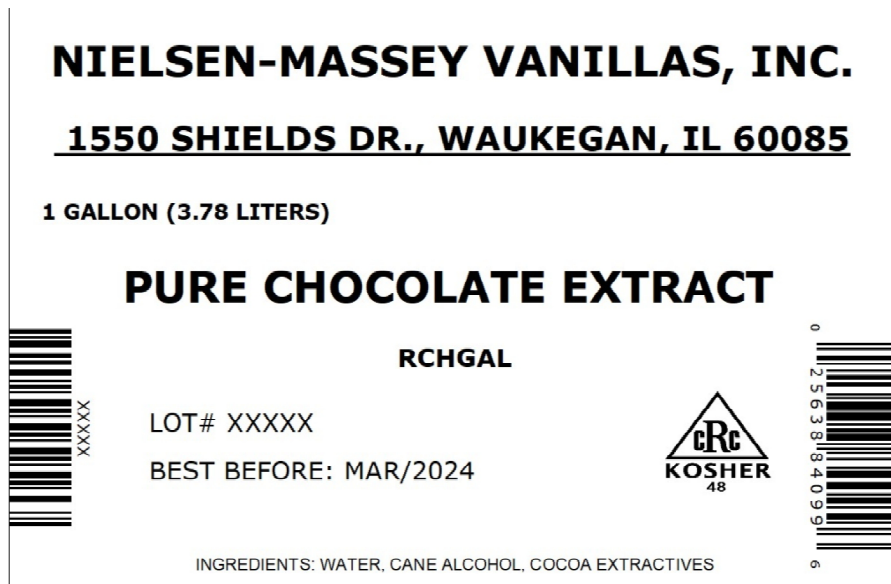 NIELSEN-MASSEY VANILLAS, INC.
1550 SHIELDS DR., WAUKEGAN, IL 60085
1 GALLON (3.78 LITERS)
PURE CHOCOLATE EXTRACT
RCHGAL
XXXXX
LOT# XXXXX
BEST BEFORE: MAR/2024
cRc
KOSHER
48
0 25638 84099 6
INGREDIENTS: WATER, CANE ALCOHOL, COCOA EXTRACTIVES